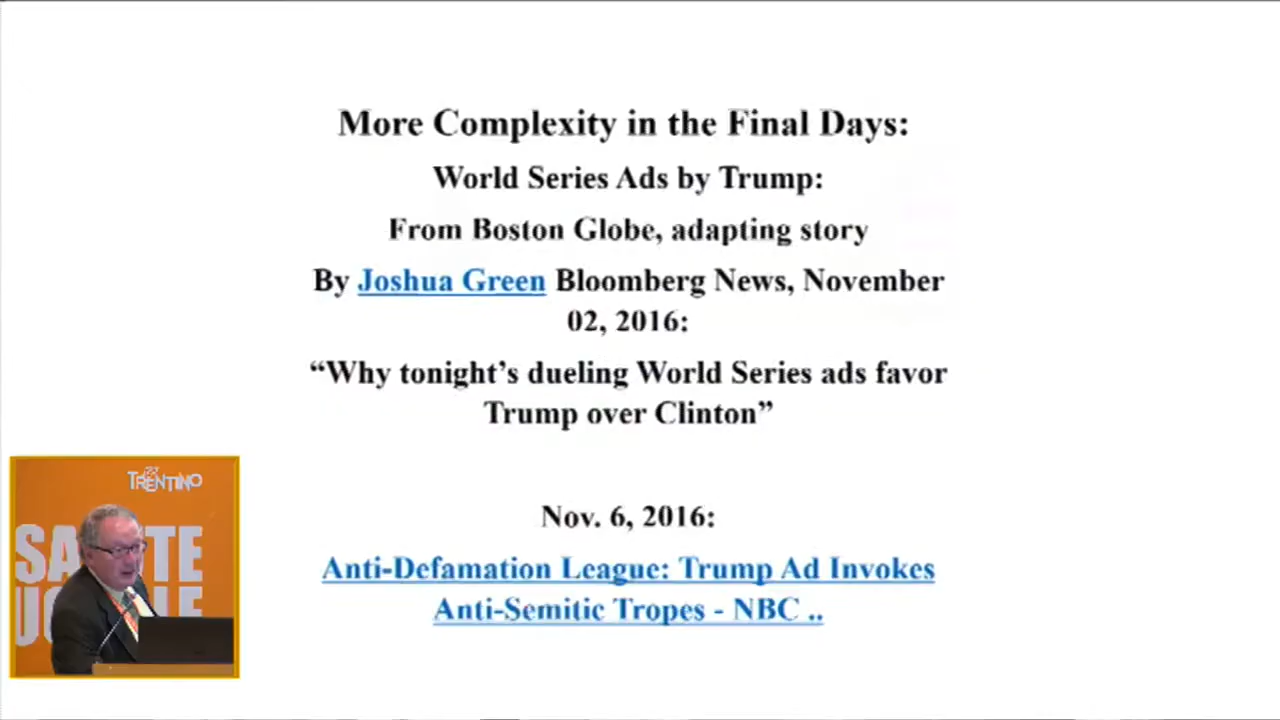 More Complexity in the Final Days:
World Series Ads by Trump:
From Boston Globe, adapting story
By Joshua Green Bloomberg News, November
02, 2016:
“Why tonight’s dueling World Series ads favor
Trump over Clinton”
Nov. 6, 2016:
Anti-Defamation League: Trump Ad Invokes
Anti-Semitic Tropes - NBC ..
TRENTINO